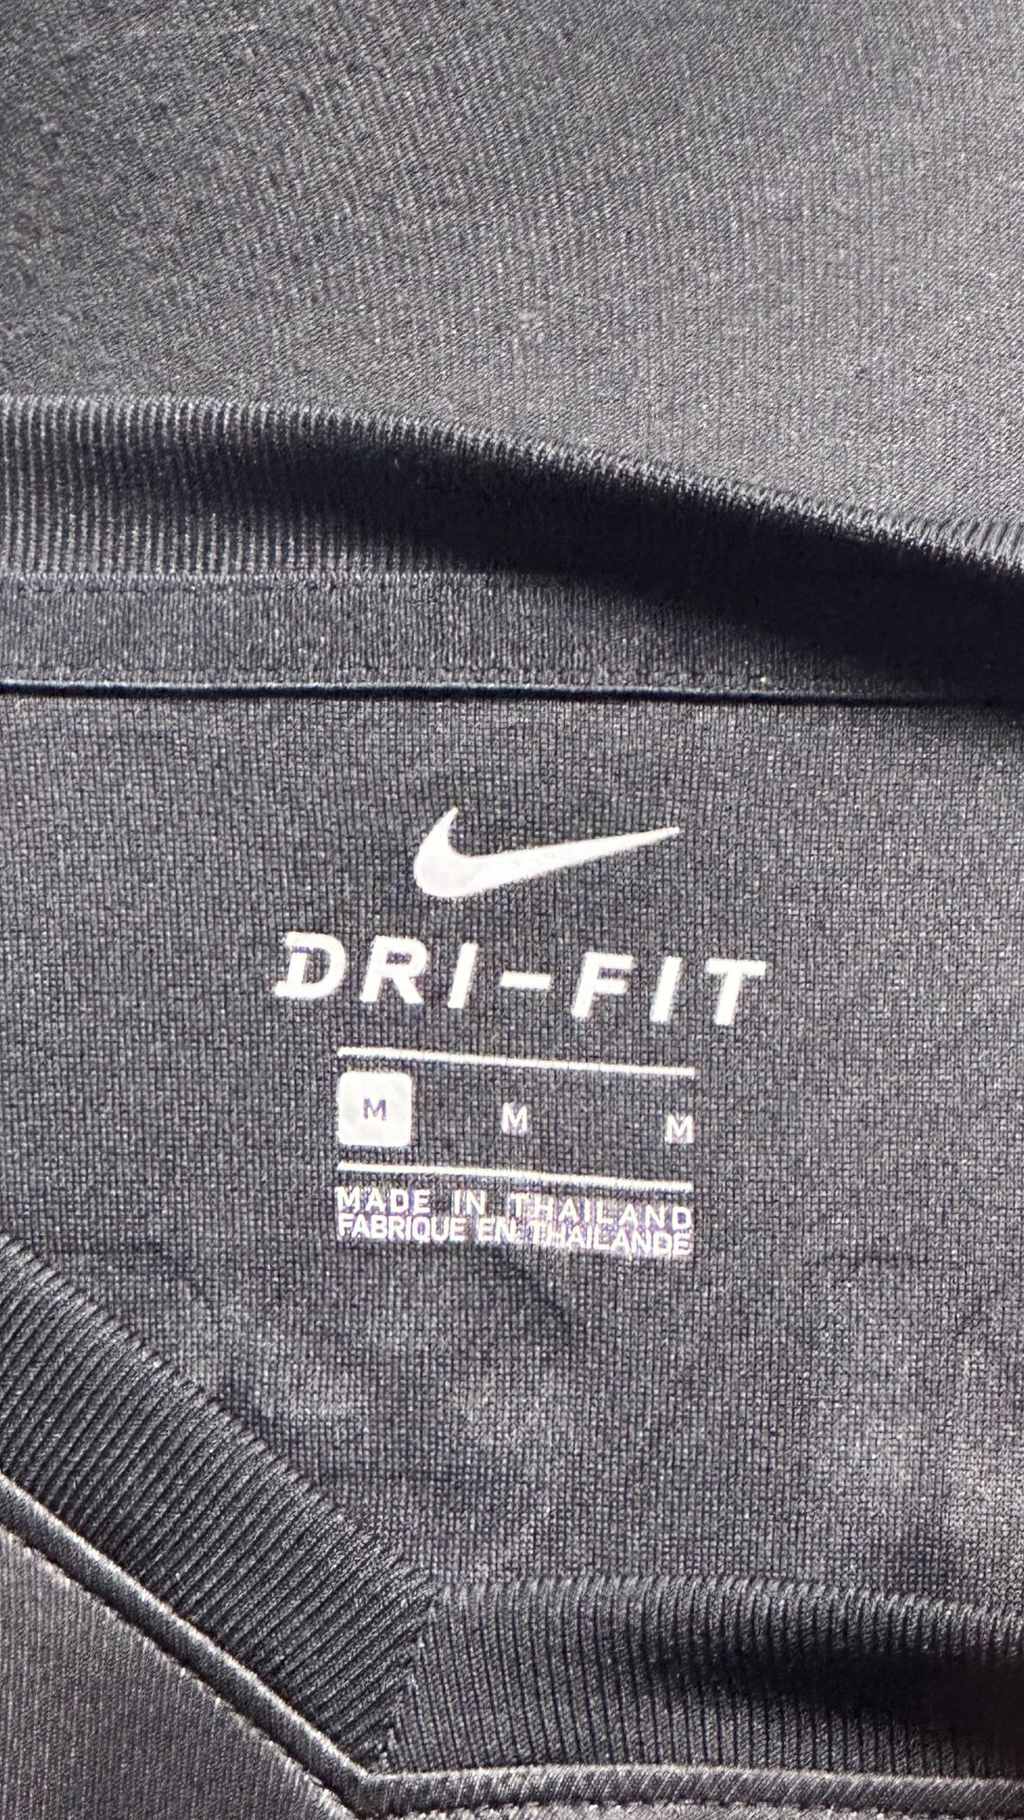 DRI-FIT
M M M
MADE IN THAILAND
FABRIQUE EN THAILANDE